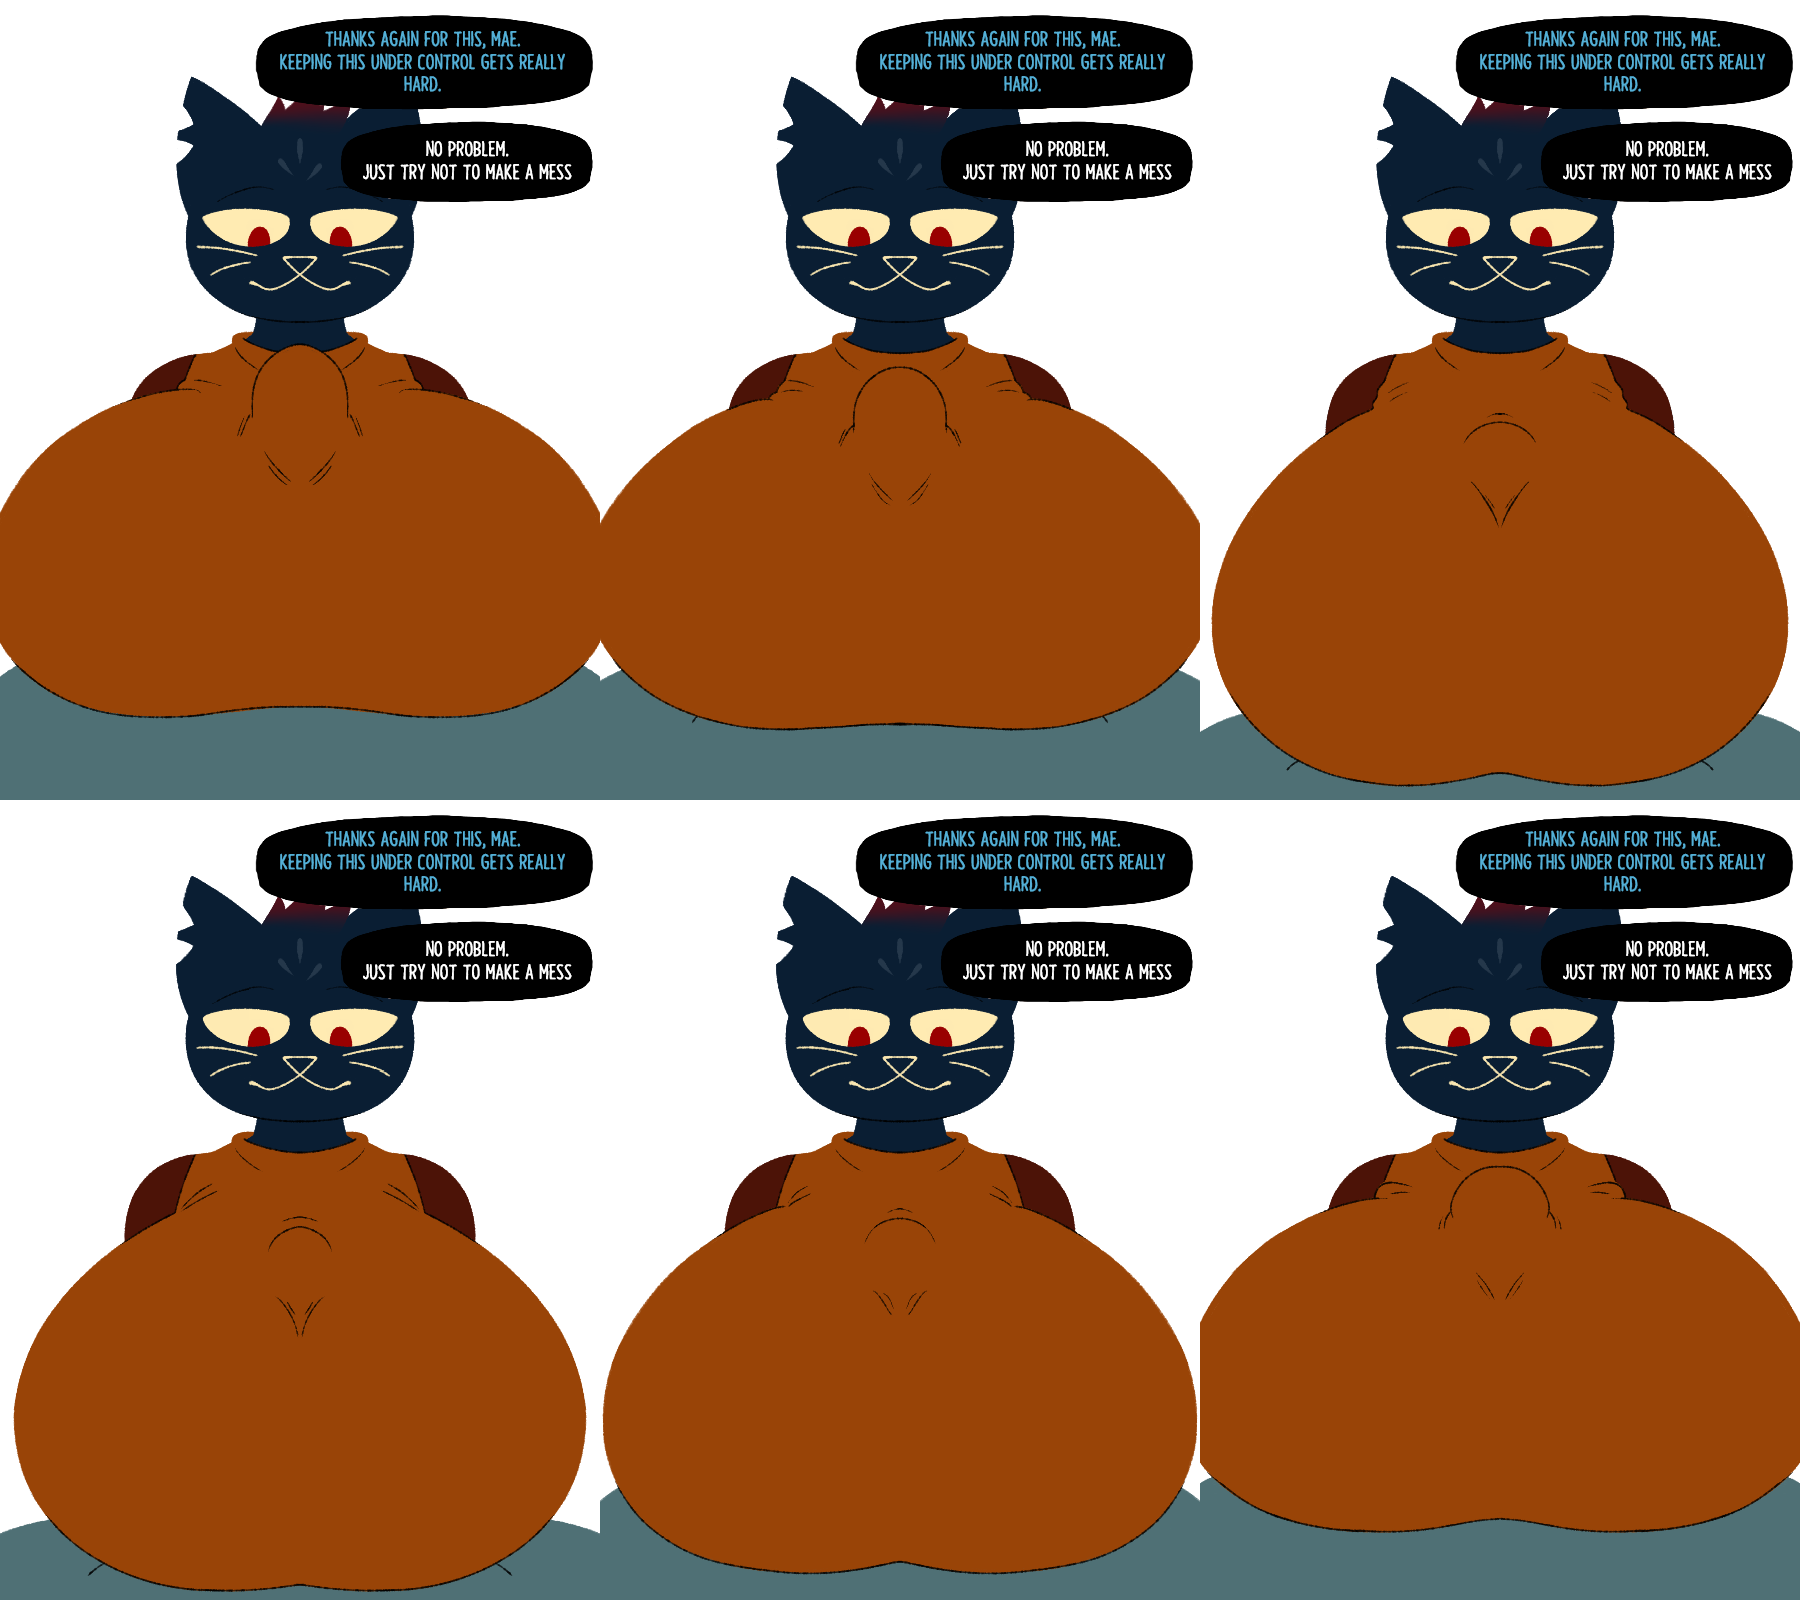 THANKS AGAIN FOR THIS, MAE.
KEEPING THIS UNDER CONTROL GETS REALLY
HARD.
NO PROBLEM.
JUST TRY NOT TO MAKE A MESS
THANKS AGAIN FOR THIS, MAE.
KEEPING THIS UNDER CONTROL GETS REALLY
HARD.
NO PROBLEM.
JUST TRY NOT TO MAKE A MESS
THANKS AGAIN FOR THIS, MAE.
KEEPING THIS UNDER CONTROL GETS REALLY
HARD.
NO PROBLEM.
JUST TRY NOT TO MAKE A MESS
THANKS AGAIN FOR THIS, MAE.
KEEPING THIS UNDER CONTROL GETS REALLY
HARD.
NO PROBLEM.
JUST TRY NOT TO MAKE A MESS
THANKS AGAIN FOR THIS, MAE.
KEEPING THIS UNDER CONTROL GETS REALLY
HARD.
NO PROBLEM.
JUST TRY NOT TO MAKE A MESS
THANKS AGAIN FOR THIS, MAE.
KEEPING THIS UNDER CONTROL GETS REALLY
HARD.
NO PROBLEM.
JUST TRY NOT TO MAKE A MESS